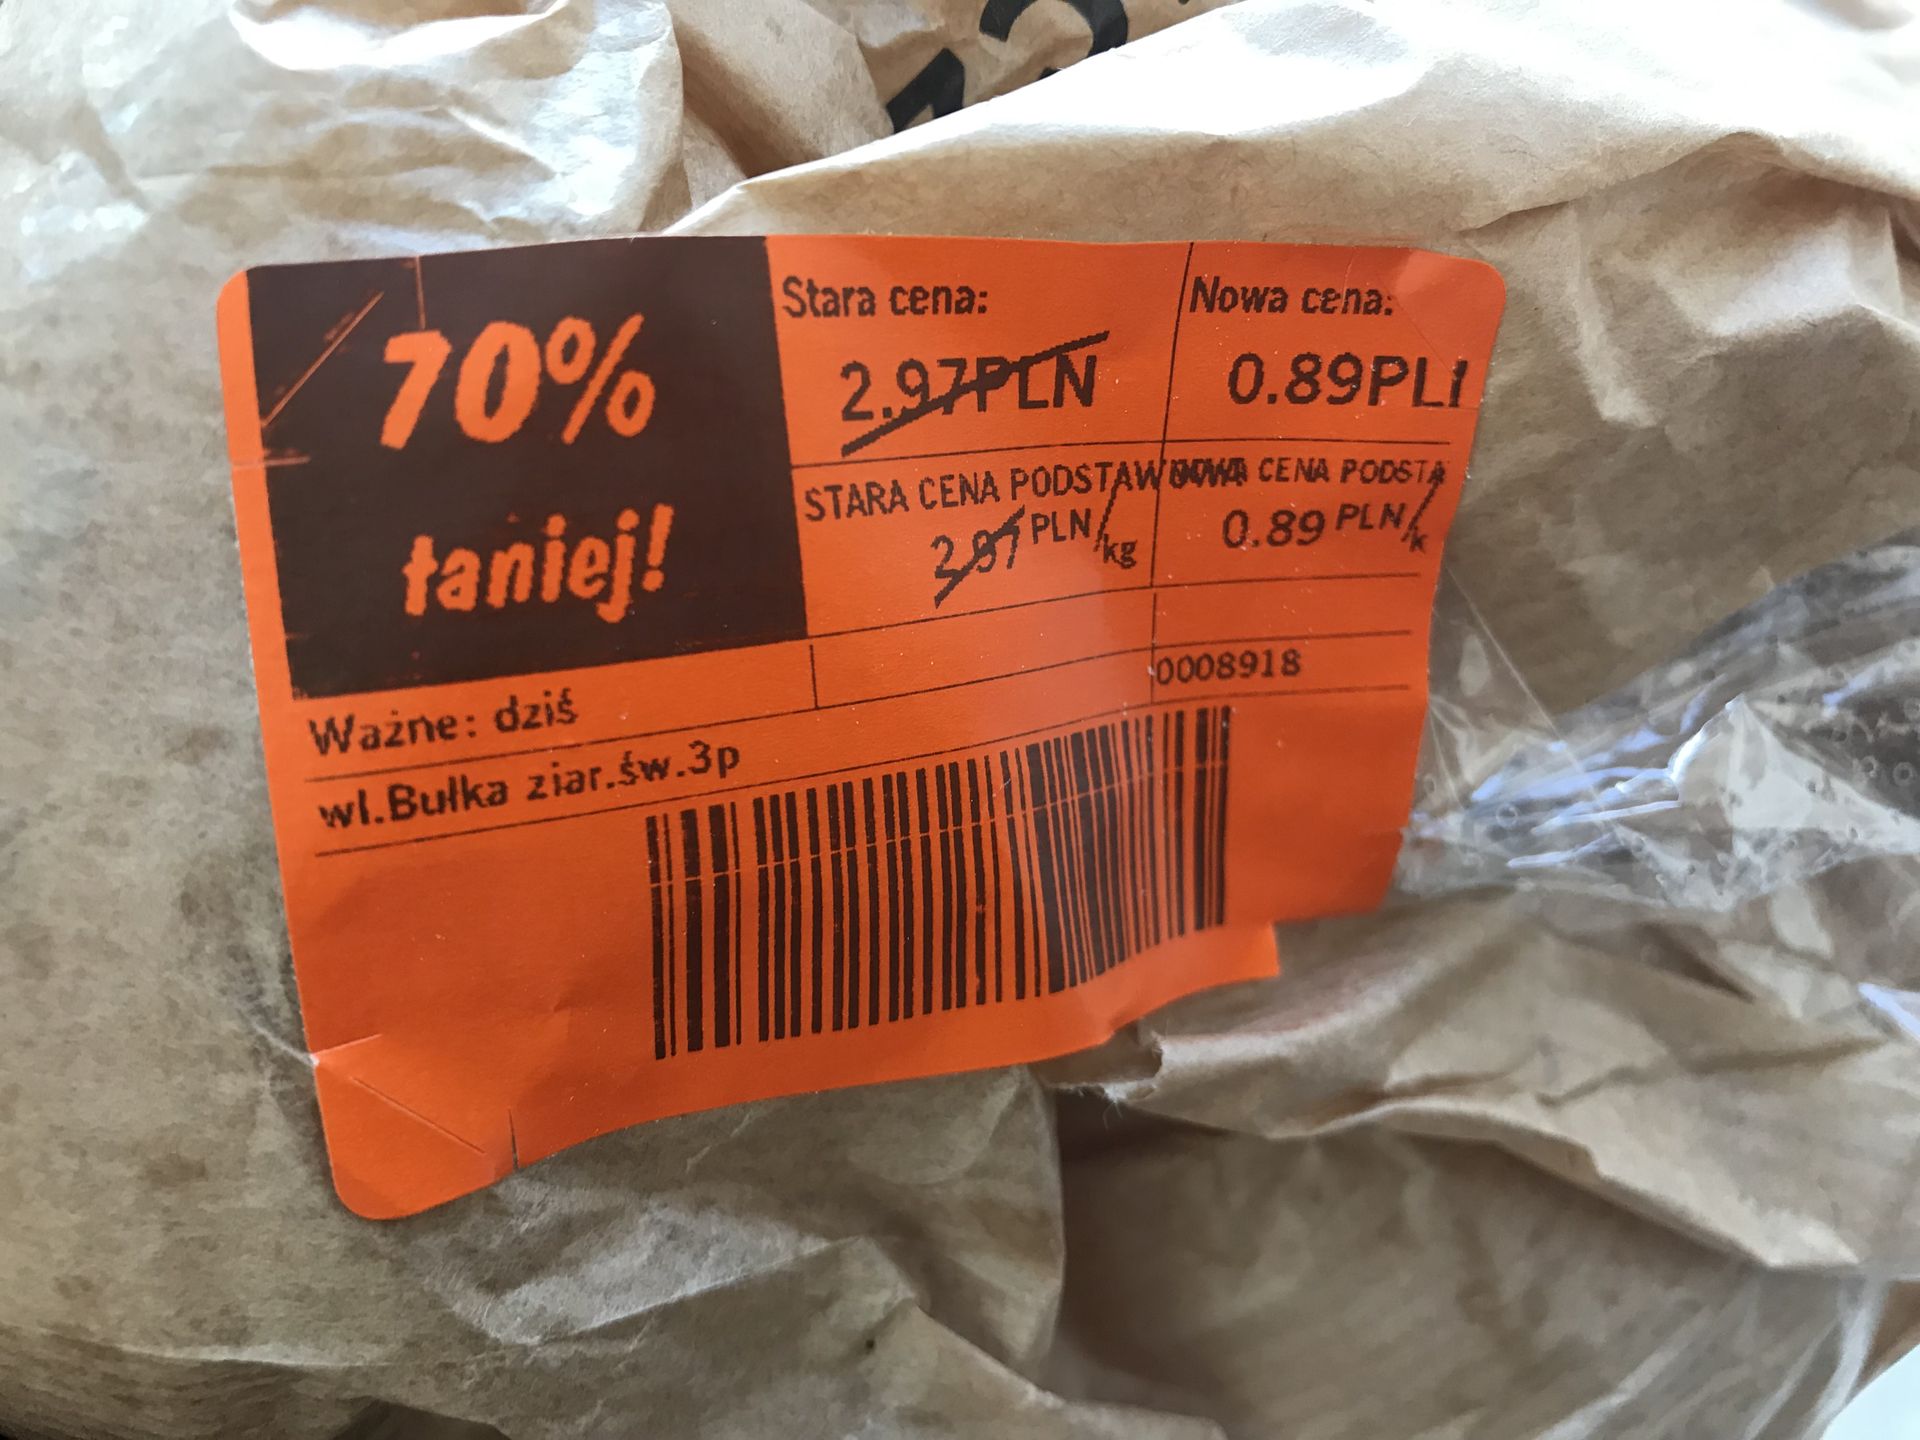 70%
taniej!
Stara cena:
2.97PLN
Nowa cena:
0.89PLI
STARA CENA PODSTAW
2.97 PLN/kg
CENA PODSTA
0.89 PLN/k
0008918
Ważne: dziś
wl.Bułka ziar.św.3p